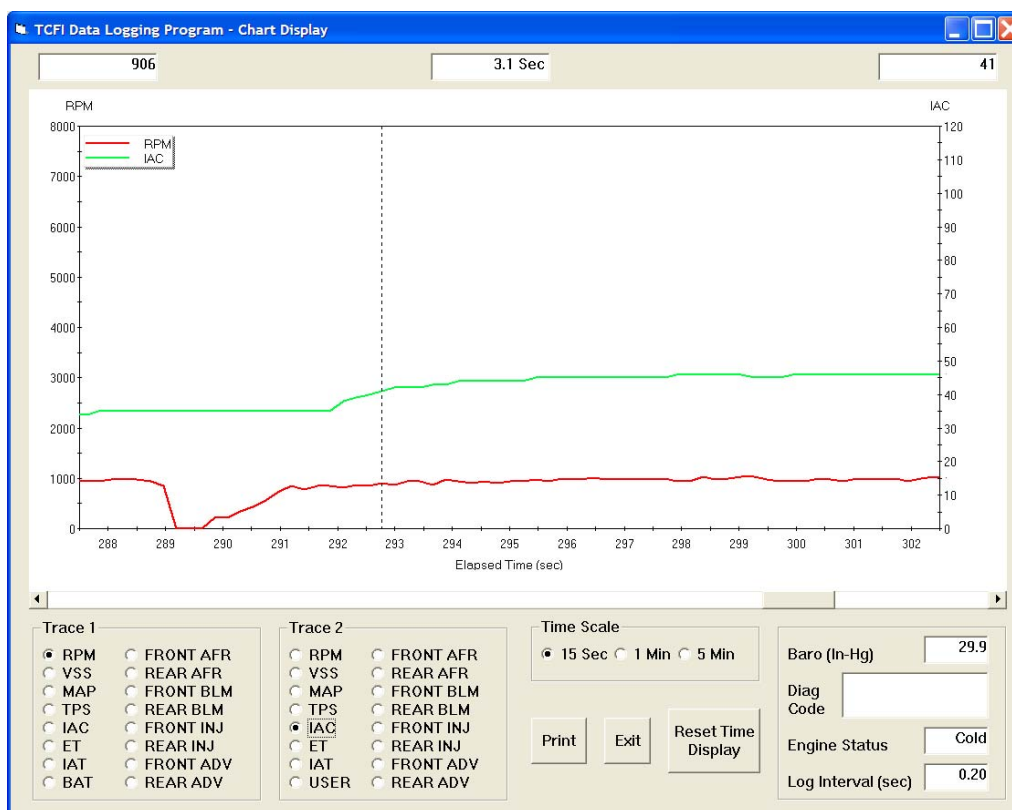 TCFI Data Logging Program - Chart Display
906 3.1 Sec 41
RPM IAC
8000 120
RPM
IAC
110
7000
100
6000 90
80
5000
70
4000 60
50
3000
40
2000 30
20
1000
10
0 0
288 289 290 291 292 293 294 295 296 297 298 299 300 301 302
Elapsed Time (sec)
Trace 1
RPM FRONT AFR
VSS REAR AFR
MAP FRONT BLM
TPS REAR BLM
IAC FRONT INJ
ET REAR INJ
IAT FRONT ADV
BAT REAR ADV
Trace 2
RPM FRONT AFR
VSS REAR AFR
MAP FRONT BLM
TPS REAR BLM
IAC FRONT INJ
ET REAR INJ
IAT FRONT ADV
USER REAR ADV
Time Scale
15 Sec 1 Min 5 Min
Print Exit Reset Time
Display
Baro (In-Hg) 29.9
Diag
Code
Engine Status Cold
Log Interval (sec) 0.20